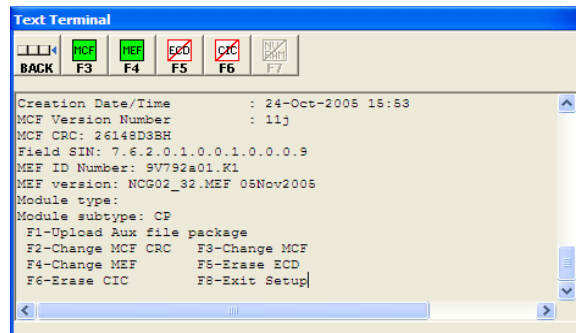 Text Terminal
MCF MEF ECD CIC NV RAM
BACK F3 F4 F5 F6 F7
Creation Date/Time : 24-Oct-2005 15:53
MCF Version Number : 11j
MCF CRC: 26148D3BH
Field SIN: 7.6.2.0.1.0.0.1.0.0.0.9
MEF ID Number: 9V792a01.K1
MEF version: NCG02_32.MEF 05Nov2005
Module type:
Module subtype: CP
F1-Upload Aux file package
F2-Change MCF CRC F3-Change MCF
F4-Change MEF F5-Erase ECD
F6-Erase CIC F8-Exit Setup